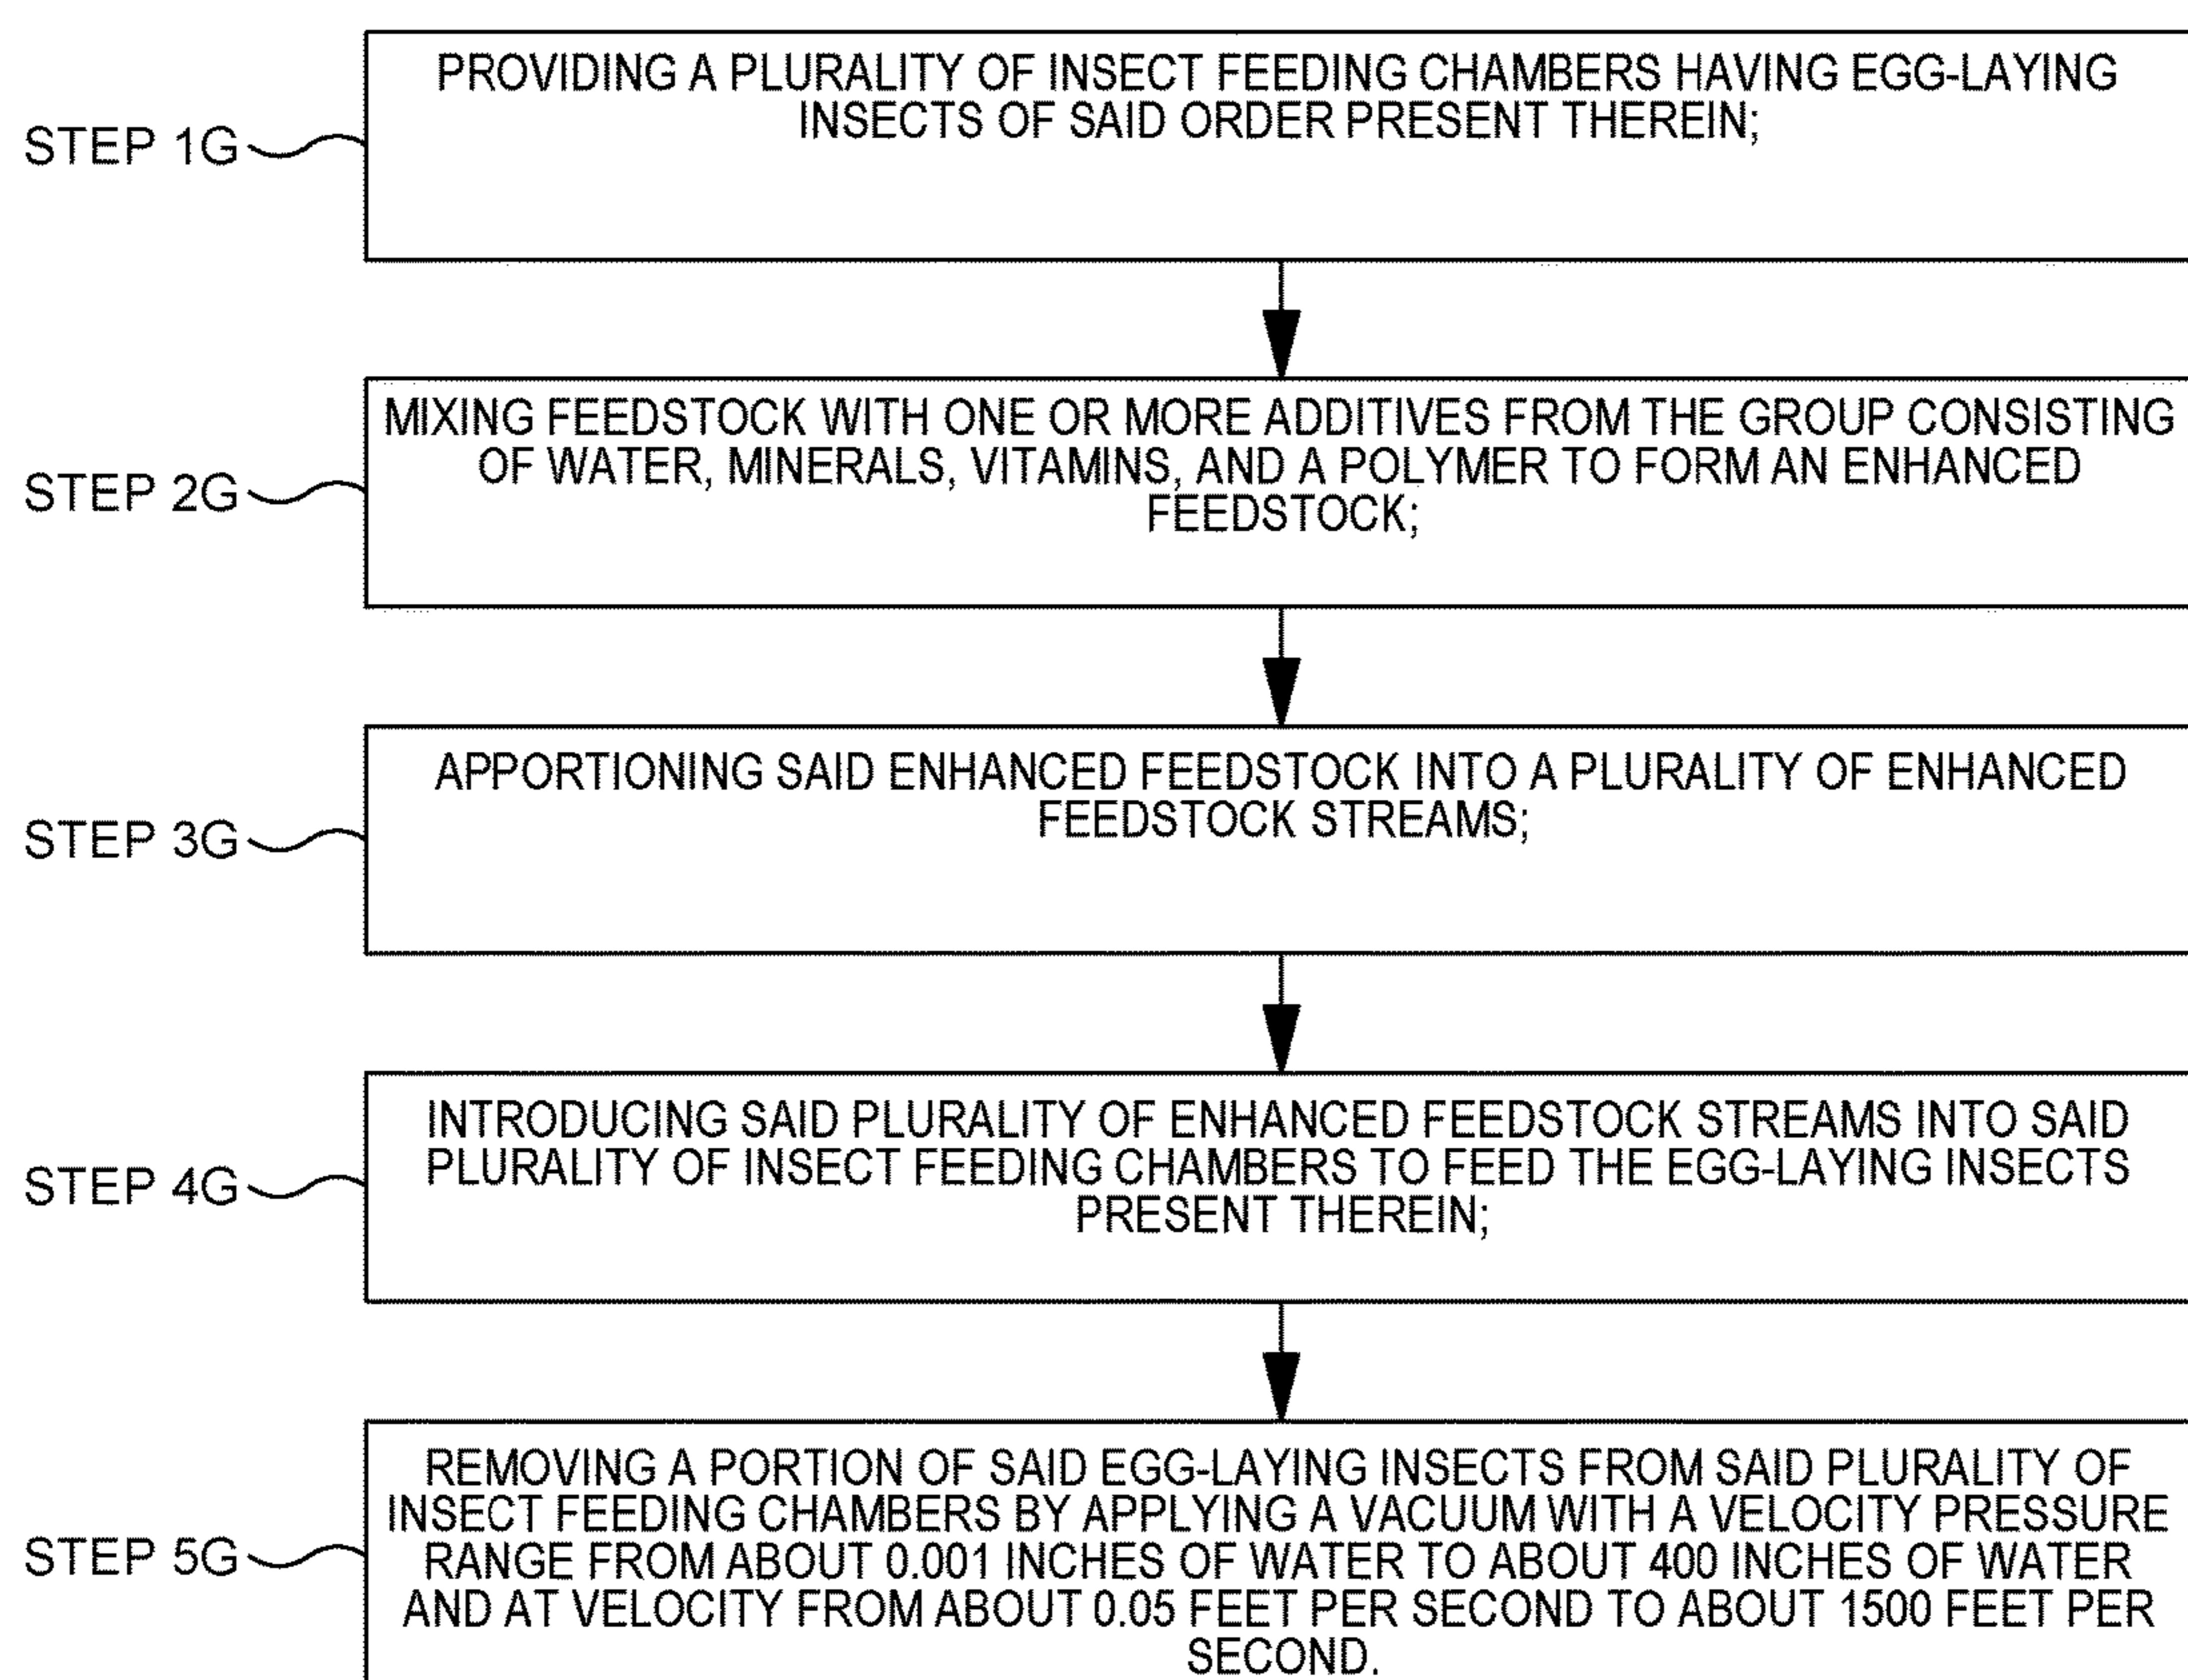 STEP 1G
PROVIDING A PLURALITY OF INSECT FEEDING CHAMBERS HAVING EGG-LAYING
INSECTS OF SAID ORDER PRESENT THEREIN;
STEP 2G
MIXING FEEDSTOCK WITH ONE OR MORE ADDITIVES FROM THE GROUP CONSISTING
OF WATER, MINERALS, VITAMINS, AND A POLYMER TO FORM AN ENHANCED
FEEDSTOCK;
STEP 3G
APPORTIONING SAID ENHANCED FEEDSTOCK INTO A PLURALITY OF ENHANCED
FEEDSTOCK STREAMS;
STEP 4G
INTRODUCING SAID PLURALITY OF ENHANCED FEEDSTOCK STREAMS INTO SAID
PLURALITY OF INSECT FEEDING CHAMBERS TO FEED THE EGG-LAYING INSECTS
PRESENT THEREIN;
STEP 5G
REMOVING A PORTION OF SAID EGG-LAYING INSECTS FROM SAID PLURALITY OF
INSECT FEEDING CHAMBERS BY APPLYING A VACUUM WITH A VELOCITY PRESSURE
RANGE FROM ABOUT 0.001 INCHES OF WATER TO ABOUT 400 INCHES OF WATER
AND AT VELOCITY FROM ABOUT 0.05 FEET PER SECOND TO ABOUT 1500 FEET PER
SECOND.